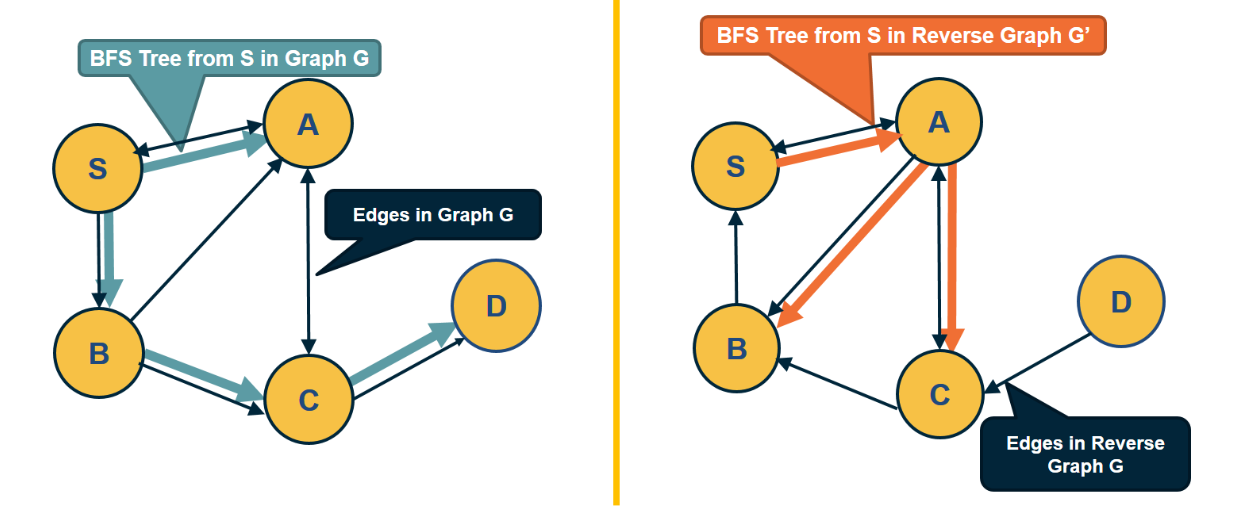 BFS Tree from S in Graph G
A
S
Edges in Graph G
D
B
C
BFS Tree from S in Reverse Graph G’
A
S
D
B
C
Edges in Reverse
Graph G